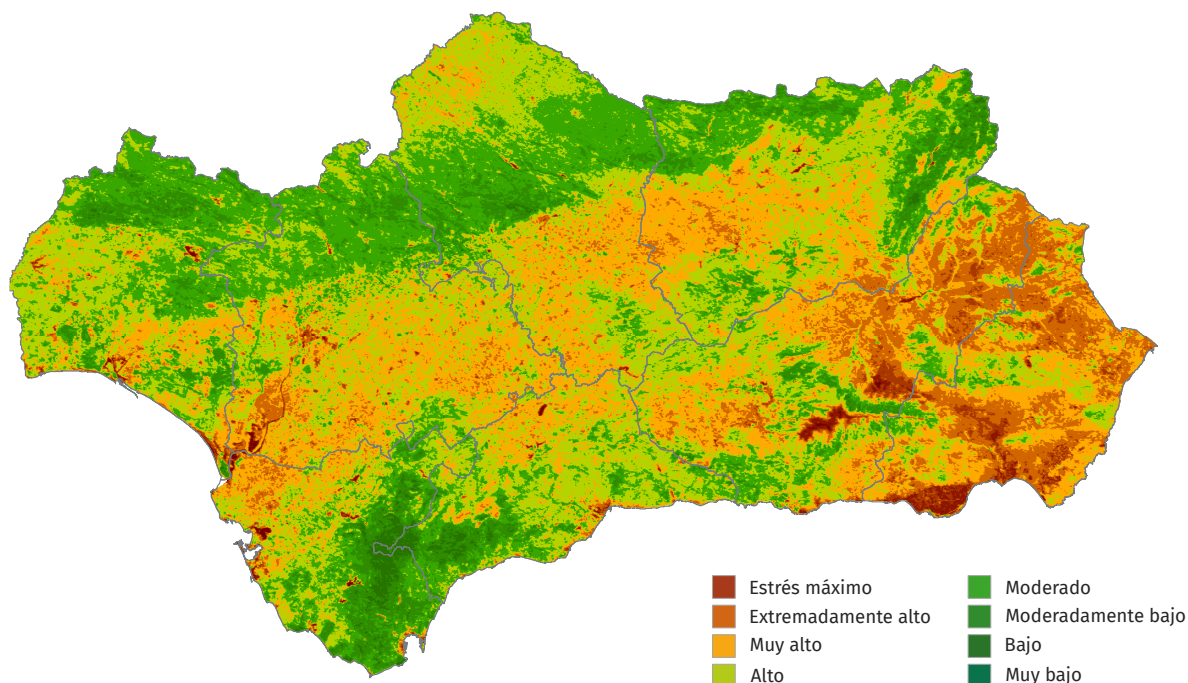 Estrés máximo
Extremadamente alto
Muy alto
Alto
Moderado
Moderadamente bajo
Bajo
Muy bajo